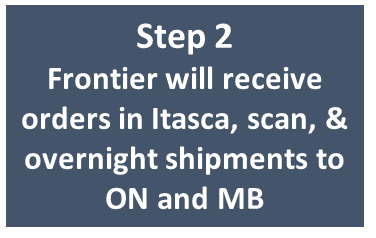 Step 2
Frontier will receive
orders in Itasca, scan, &
overnight shipments to
ON and MB